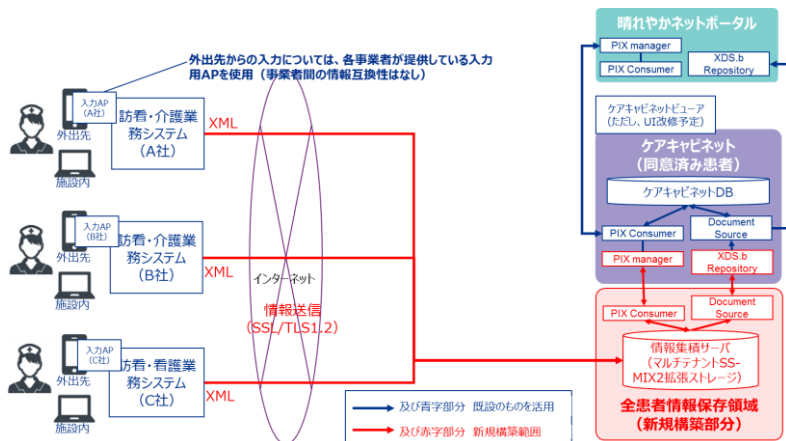 晴れやかネットポータル
PIX manager
PIX Consumer
XDS.b
Repository
外出先からの入力については、各事業者が提供している入力
用APを使用（事業者間の情報互換性はなし）
入力AP
（A社）
外出先
施設内
訪看・介護業
務システム
（A社）
XML
ケアキャビネットビューア
（ただし、UI改修予定）
ケアキャビネット
（同意済み患者）
ケアキャビネットDB
PIX Consumer
Document
Source
PIX manager
XDS.b
Repository
入力AP
（B社）
外出先
施設内
訪看・介護業
務システム
（B社）
XML
インターネット
情報送信
（SSL/TLS1.2）
PIX Consumer
Document
Source
情報集積サーバ
（マルチテナントSS-
MIX2拡張ストレージ）
全患者情報保存領域
（新規構築部分）
入力AP
（C社）
外出先
施設内
訪看・看護業
務システム
（C社）
XML
及び青字部分 既設のものを活用
及び赤字部分 新規構築範囲